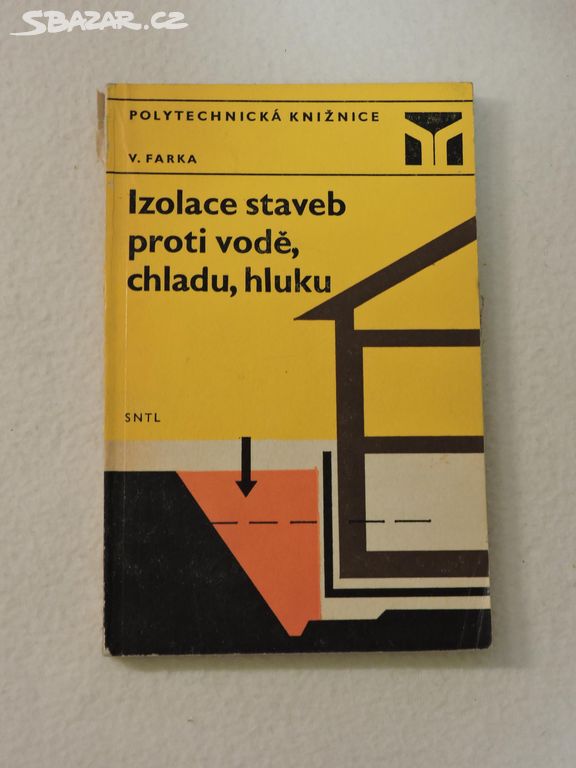 SBAZAR.CZ
POLYTECHNICKÁ KNIŽNICE
V. FARKA
Izolace staveb
proti vodě,
chladu, hluku
SNTL